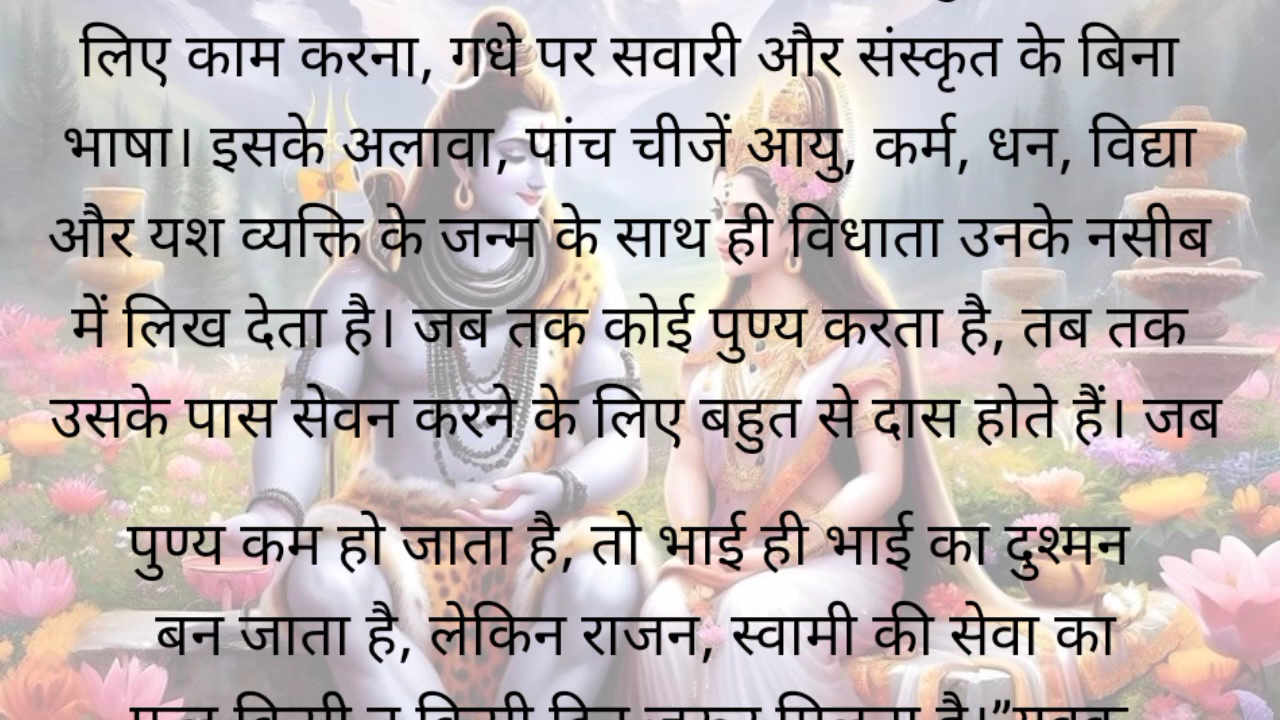 लिए काम करना, गधे पर सवारी और संस्कृत के बिना
भाषा। इसके अलावा, पांच चीजें आयु, कर्म, धन, विद्या
और यश व्यक्ति के जन्म के साथ ही विधाता उनके नसीब
में लिख देता है। जब तक कोई पुण्य करता है, तब तक
उसके पास सेवन करने के लिए बहुत से दास होते हैं। जब
पुण्य कम हो जाता है, तो भाई ही भाई का दुश्मन
बन जाता है, लेकिन राजन, स्वामी की सेवा का